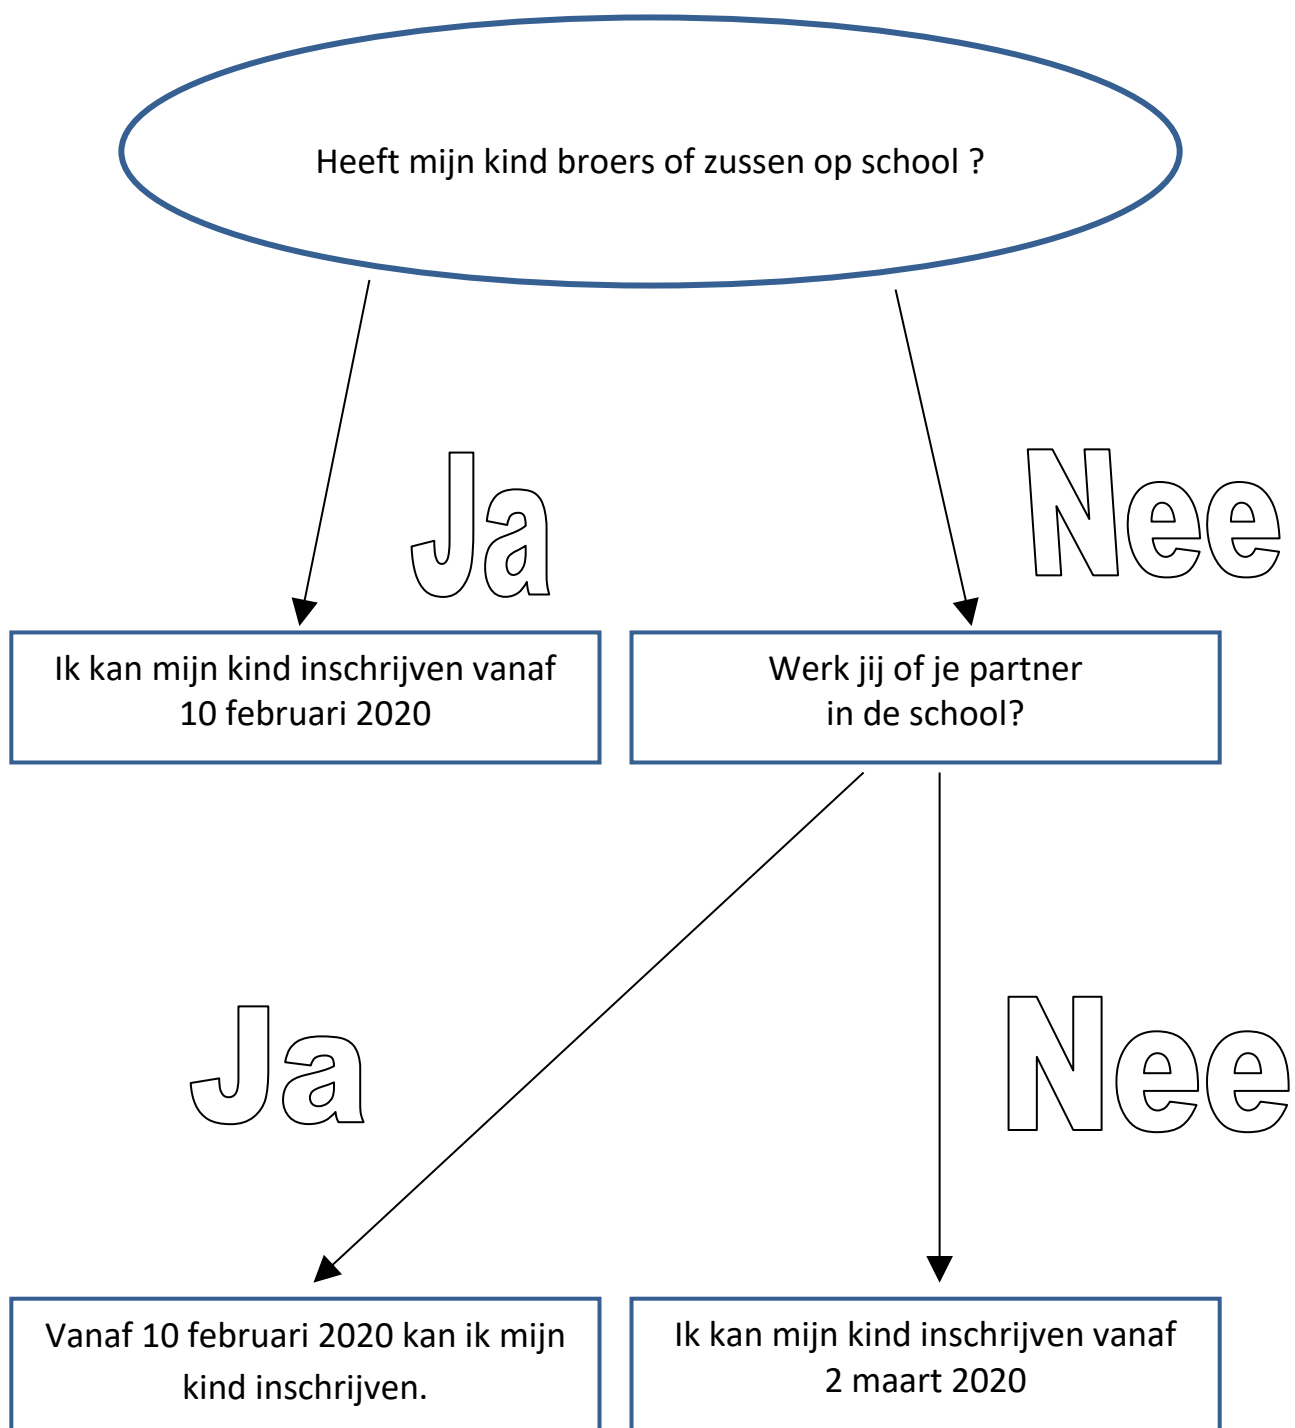 Heeft mijn kind broers of zussen op school ?
Ja
Nee
Ik kan mijn kind inschrijven vanaf
10 februari 2020
Werk jij of je partner
in de school?
Ja
Nee
Vanaf 10 februari 2020 kan ik mijn
kind inschrijven.
Ik kan mijn kind inschrijven vanaf
2 maart 2020